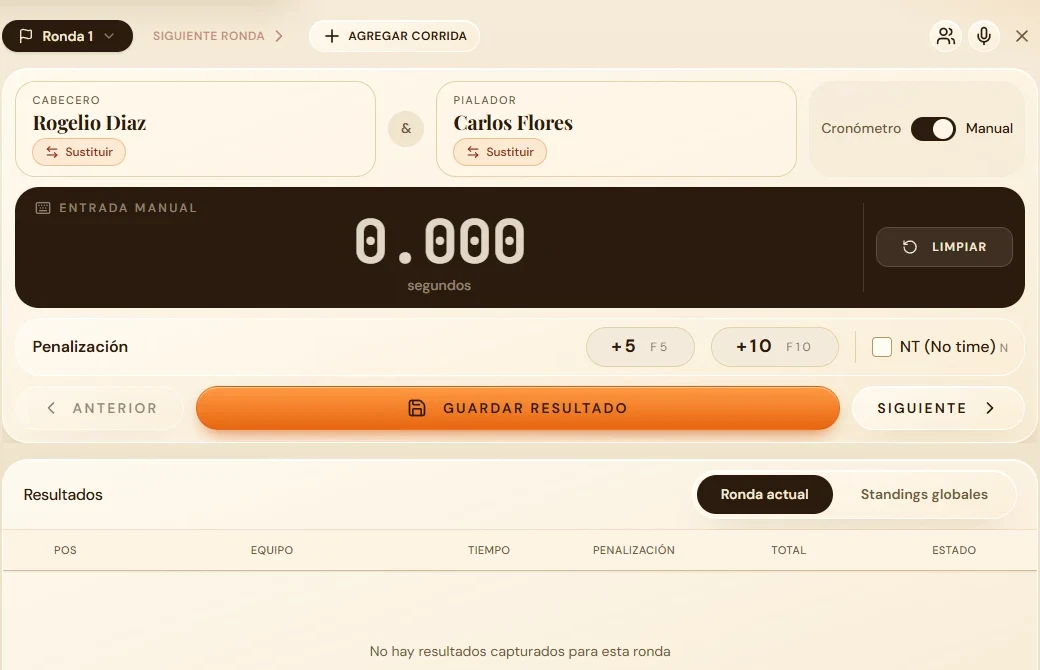 Ronda 1
SIGUIENTE RONDA
AGREGAR CORRIDA
CABECERO
Rogelio Diaz
Sustituir
&
PIALADOR
Carlos Flores
Sustituir
Cronómetro
Manual
ENTRADA MANUAL
0.000
segundos
LIMPIAR
Penalización
+5 F5
+10 F10
NT (No time) N
ANTERIOR
GUARDAR RESULTADO
SIGUIENTE
Resultados
Ronda actual
Standings globales
POS EQUIPO TIEMPO PENALIZACIÓN TOTAL ESTADO
No hay resultados capturados para esta ronda